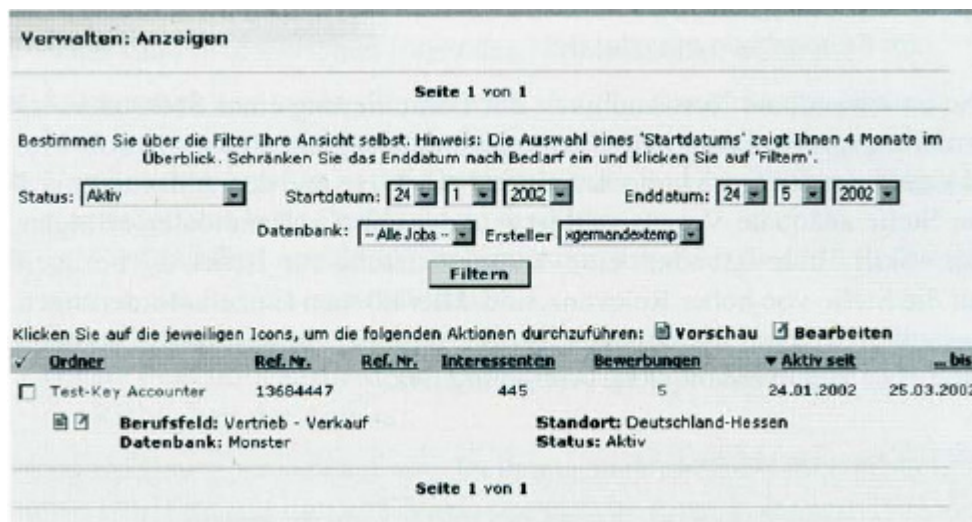 Verwalten Anzeigen
Seite 1 von 1
Bestimmen Sie über die Filter Ihre Ansicht selbst. Hinweis: Die Auswahl eines 'Startdatums' zeigt Ihnen 4 Monate im
Überblick. Schränken Sie das Enddatum nach Bedarf ein und klicken Sie auf 'Filtern'.
Status: Aktiv Startdatum: 24 1 2002 Enddatum: 24 5 2002
Datenbank: -- Alle Jobs -- Ersteller xgermandextemp
Filtern
Klicken Sie auf die jeweiligen Icons, um die folgenden Aktionen durchzuführen: Vorschau Bearbeiten
✓ Ordner Ref. Nr. Ref. Nr. Interessenten Bewerbungen ▼ Aktiv seit ... bis
Test-Key Accounter 13684447 445 5 24.01.2002 25.03.2002
Berufsfeld: Vertrieb - Verkauf Standort: Deutschland-Hessen
Datenbank: Monster Status: Aktiv
Seite 1 von 1